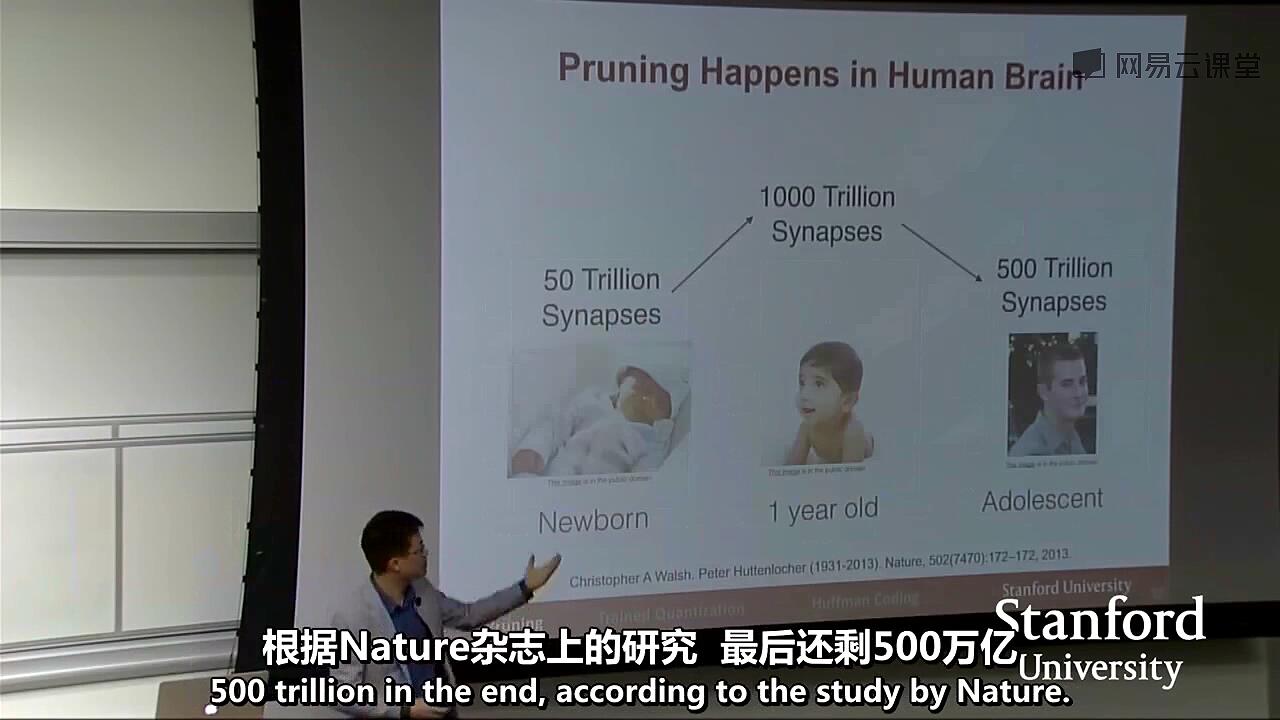 Pruning Happens in Human Brain
网易云课堂
1000 Trillion
Synapses
50 Trillion
Synapses
500 Trillion
Synapses
This image is in the public domain
This image is in the public domain
This image is in the public domain
Newborn
1 year old
Adolescent
Christopher A Walsh. Peter Huttenlocher (1931-2013). Nature, 502(7470):172–172, 2013.
Pruning
Trained Quantization
Huffman Coding
Stanford University
Stanford
University
根据Nature杂志上的研究 最后还剩500万亿
500 trillion in the end, according to the study by Nature.